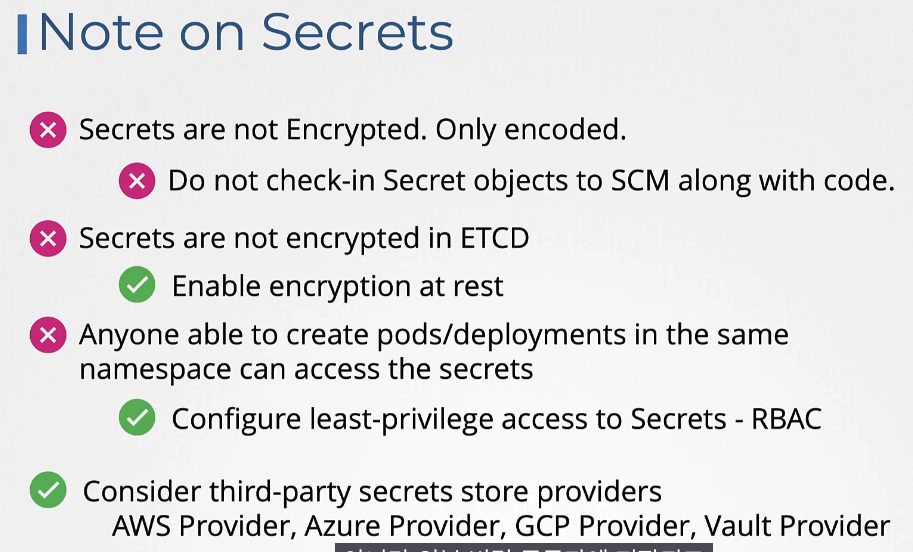 Note on Secrets
Secrets are not Encrypted. Only encoded.
Do not check-in Secret objects to SCM along with code.
Secrets are not encrypted in ETCD
Enable encryption at rest
Anyone able to create pods/deployments in the same
namespace can access the secrets
Configure least-privilege access to Secrets - RBAC
Consider third-party secrets store providers
AWS Provider, Azure Provider, GCP Provider, Vault Provider